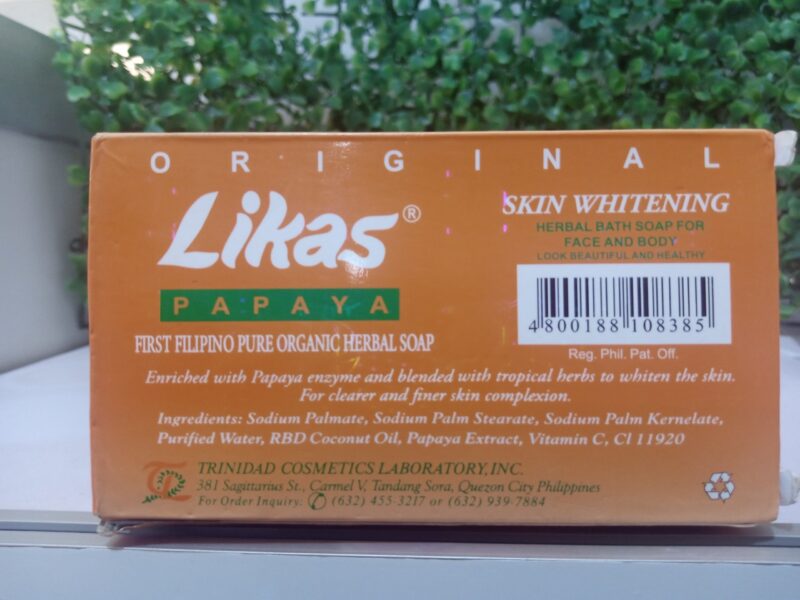 ORIGINAL
Likas®
PAPAYA
FIRST FILIPINO PURE ORGANIC HERBAL SOAP
SKIN WHITENING
HERBAL BATH SOAP FOR
FACE AND BODY
LOOK BEAUTIFUL AND HEALTHY
4 800188 108385
Reg. Phil. Pat. Off.
Enriched with Papaya enzyme and blended with tropical herbs to whiten the skin.
For clearer and finer skin complexion.
Ingredients: Sodium Palmate, Sodium Palm Stearate, Sodium Palm Kernelate,
Purified Water, RBD Coconut Oil, Papaya Extract, Vitamin C, Cl 11920
TRINIDAD COSMETICS LABORATORY, INC.
381 Sagittarius St., Carmel V, Tandang Sora, Quezon City Philippines
For Order Inquiry: (632) 455-3217 or (632) 939-7884